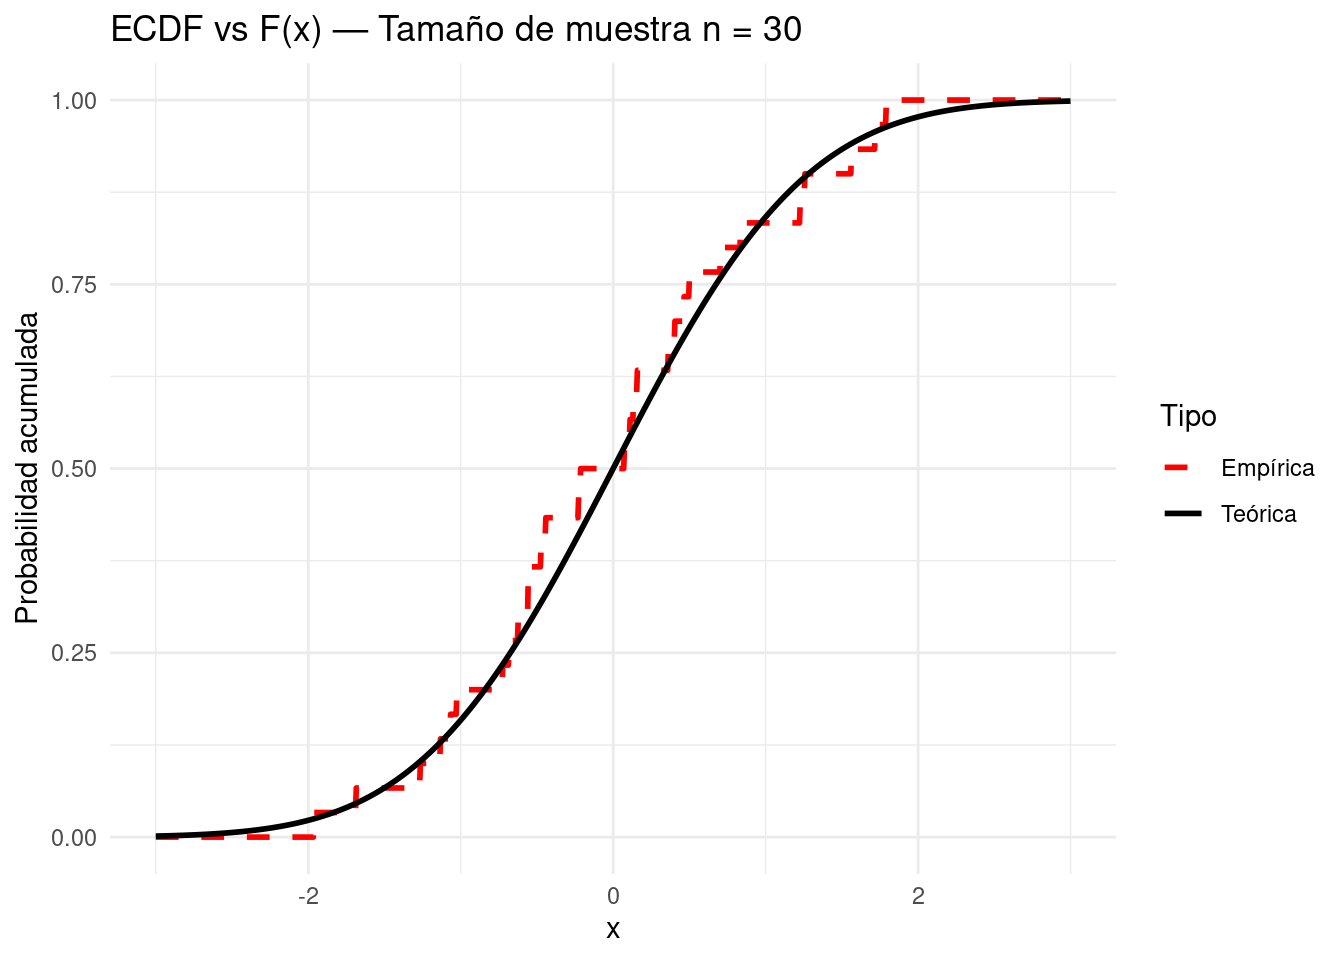 ECDF vs F(x) — Tamaño de muestra n = 30
1.00
0.75
0.50
0.25
0.00
Probabilidad acumulada
-2
0
2
x
Tipo
Empírica
Teórica